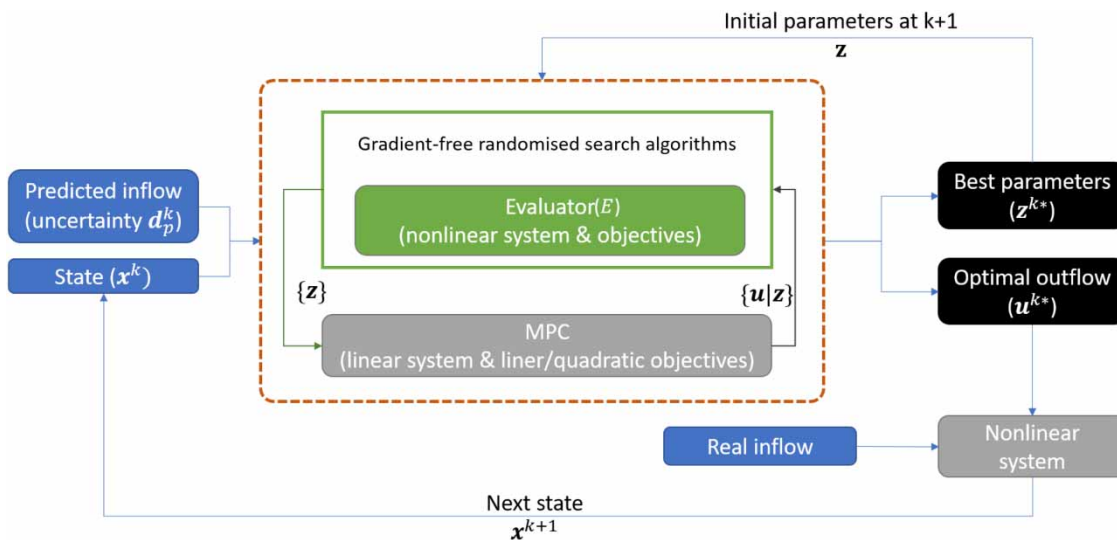 Initial parameters at k+1
z
Gradient-free randomised search algorithms
Evaluator(E)
(nonlinear system & objectives)
Predicted inflow
(uncertainty d_p^k)
State (x^k)
{z}
{u|z}
MPC
(linear system & liner/quadratic objectives)
Best parameters
(z^{k*})
Optimal outflow
(u^{k*})
Real inflow
Nonlinear
system
Next state
x^{k+1}